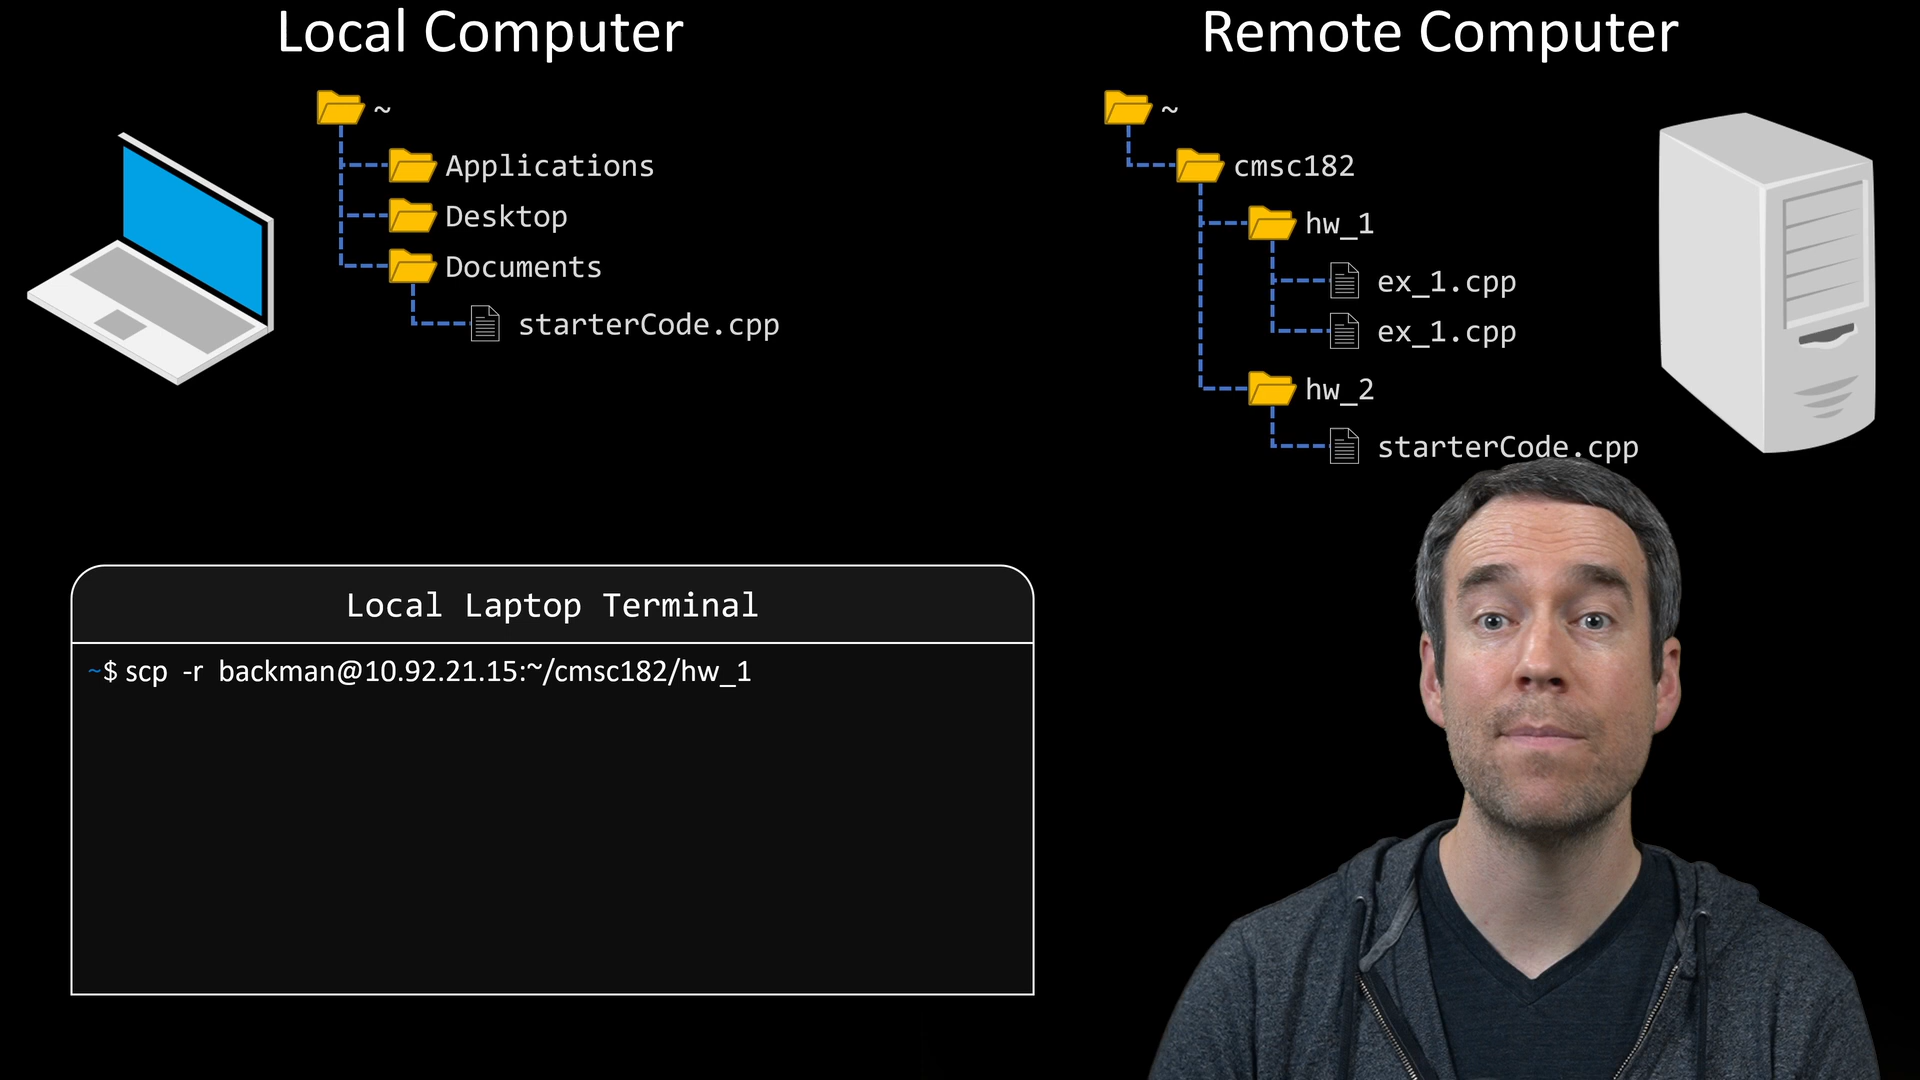 Local Computer
~
Applications
Desktop
Documents
starterCode.cpp
Remote Computer
~
cmsc182
hw_1
ex_1.cpp
ex_1.cpp
hw_2
starterCode.cpp
Local Laptop Terminal
~$ scp -r backman@10.92.21.15:~/cmsc182/hw_1